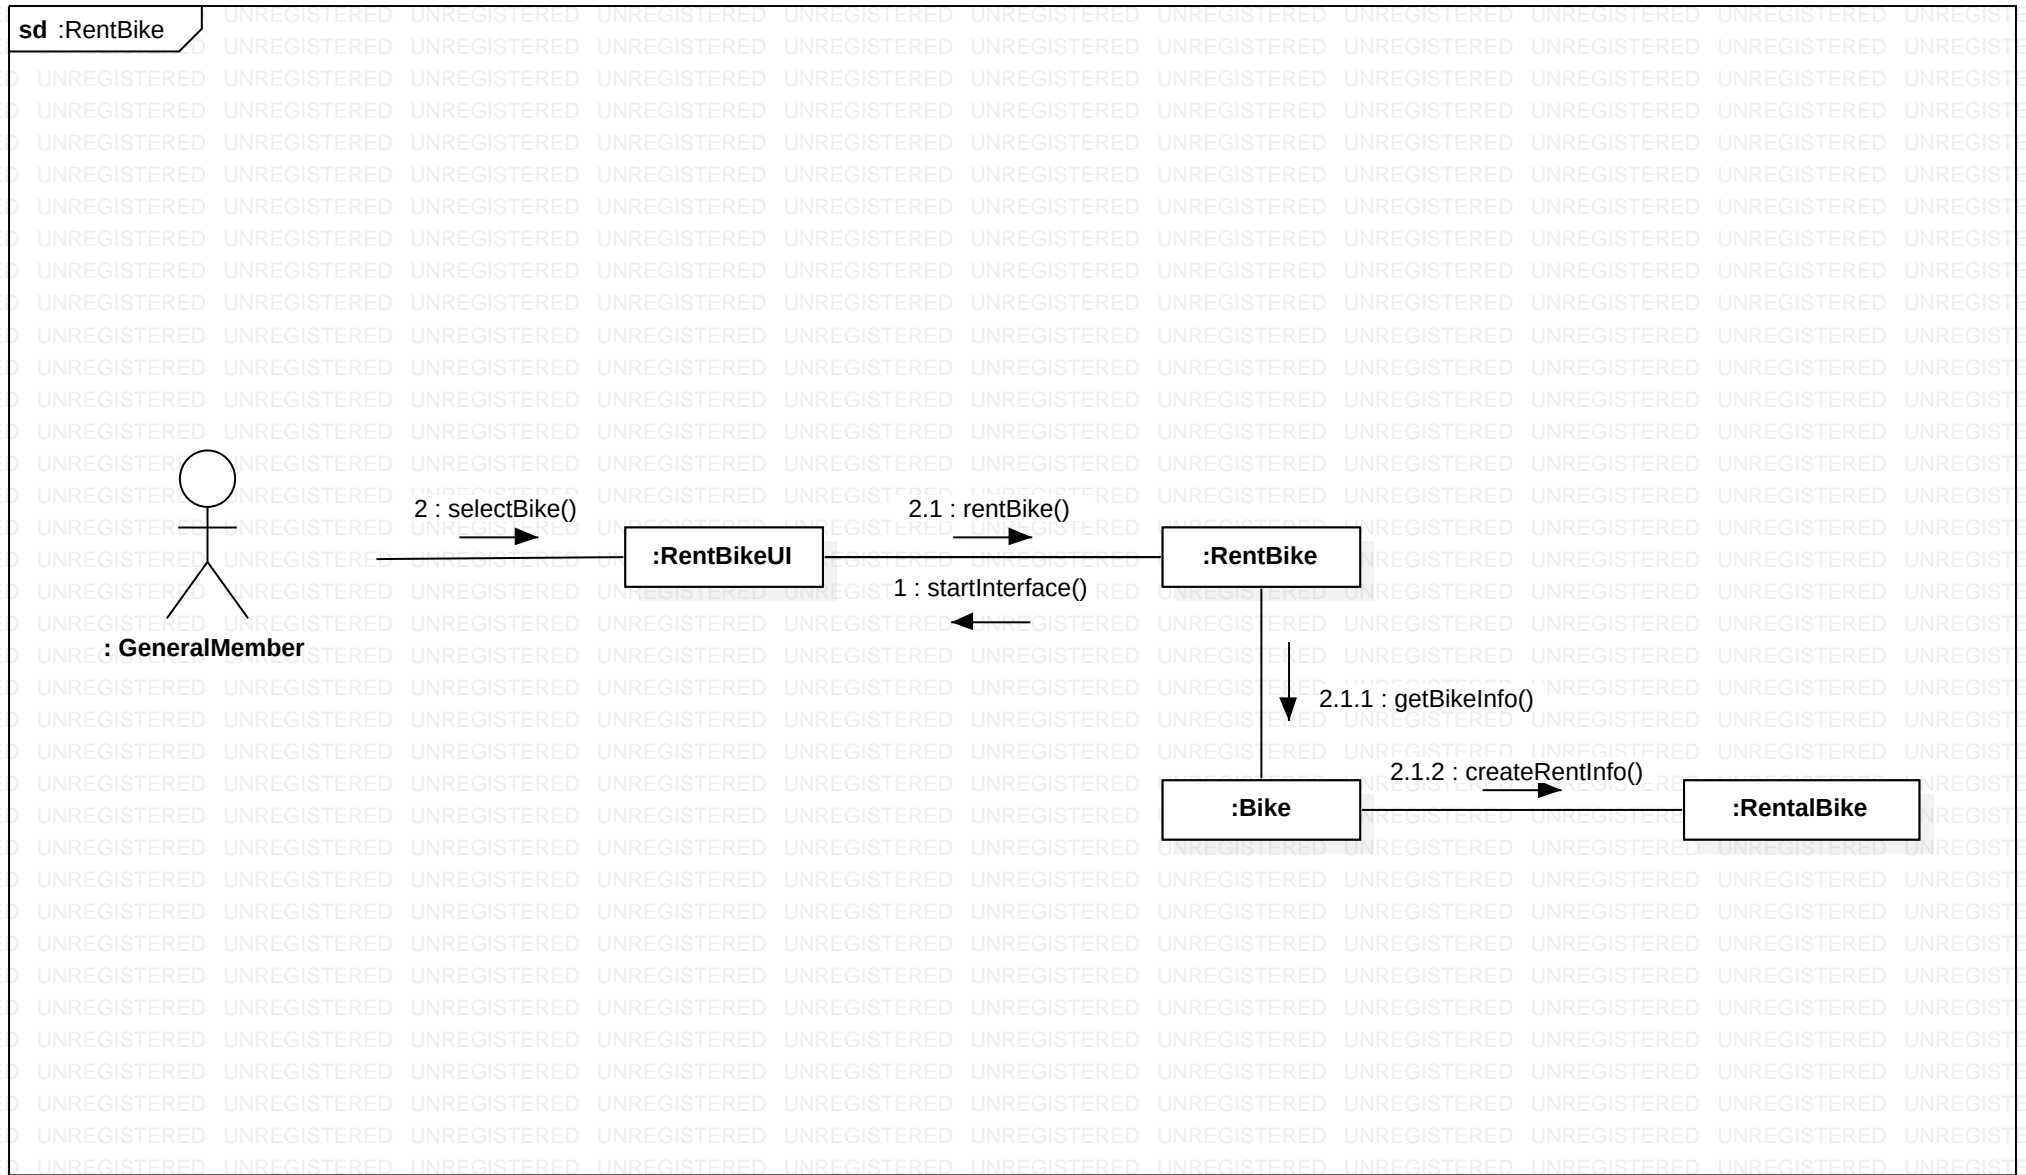 sd :RentBike
2 : selectBike()
2.1 : rentBike()
:RentBikeUI
:RentBike
1 : startInterface()
: GeneralMember
2.1.1 : getBikeInfo()
2.1.2 : createRentInfo()
:Bike
:RentalBike
UNREGISTERED